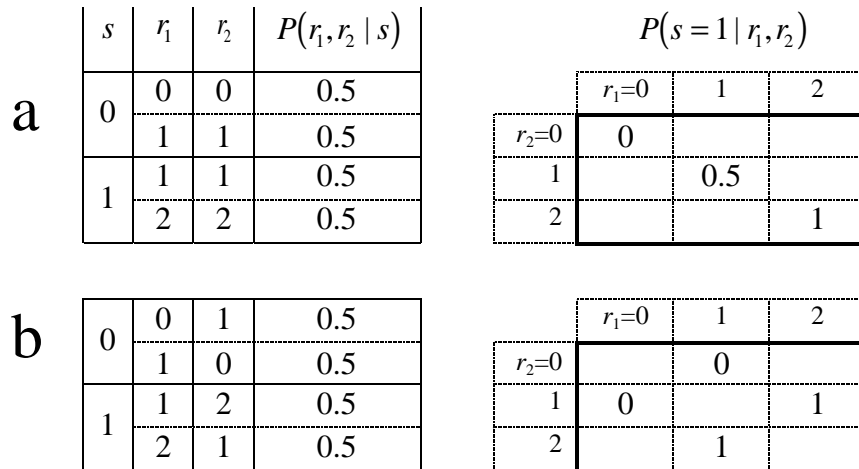 s r₁ r₂ P(r₁, r₂ | s) P(s = 1 | r₁, r₂)
r₁=0 1 2
a
0 0 0 0.5 r₂=0 0
1 1 0.5 1 0.5
1 1 1 0.5 2 1
2 2 0.5
b
r₁=0 1 2
0 0 1 0.5
1 0 0.5 r₂=0 0
1 1 2 0.5 1 0 1
2 1 0.5 2 1